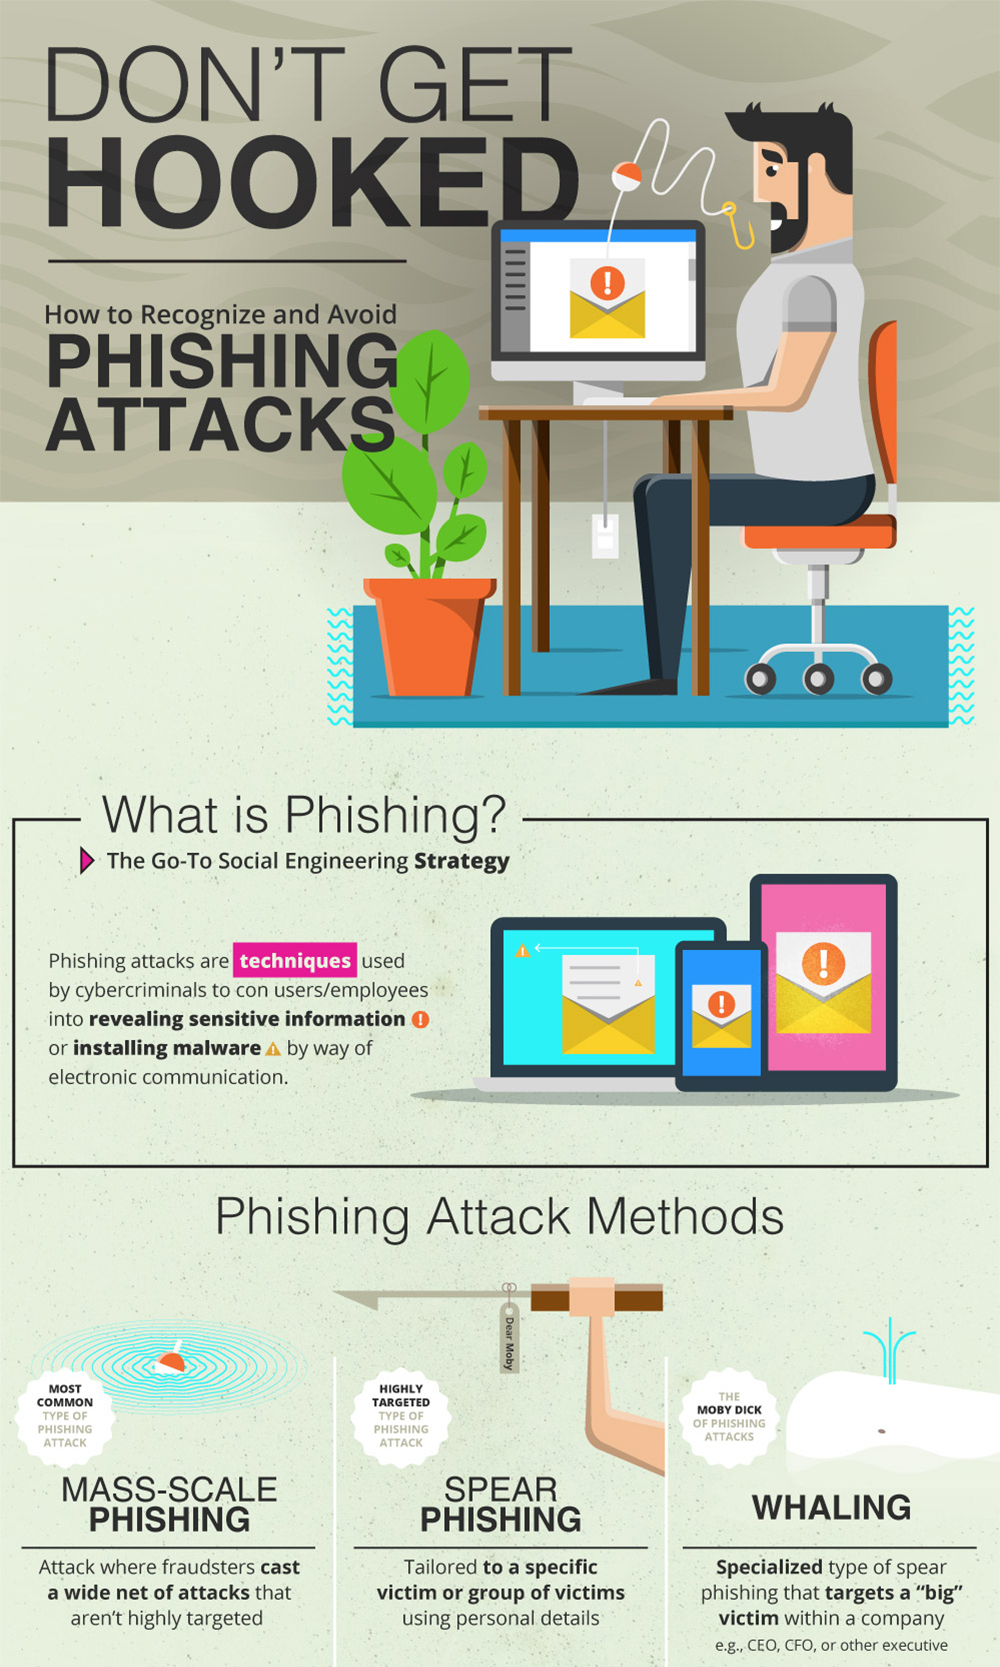 DON'T GET
HOOKED
How to Recognize and Avoid
PHISHING
ATTACKS
What is Phishing?
The Go-To Social Engineering Strategy
Phishing attacks are techniques used
by cybercriminals to con users/employees
into revealing sensitive information !
or installing malware ! by way of
electronic communication.
Phishing Attack Methods
Dear Moby
MOST
COMMON
TYPE OF
PHISHING
ATTACK
MASS-SCALE
PHISHING
Attack where fraudsters cast
a wide net of attacks that
aren't highly targeted
HIGHLY
TARGETED
TYPE OF
PHISHING
ATTACK
SPEAR
PHISHING
Tailored to a specific
victim or group of victims
using personal details
THE
MOBY DICK
OF PHISHING
ATTACKS
WHALING
Specialized type of spear
phishing that targets a “big”
victim within a company
e.g., CEO, CFO, or other executive